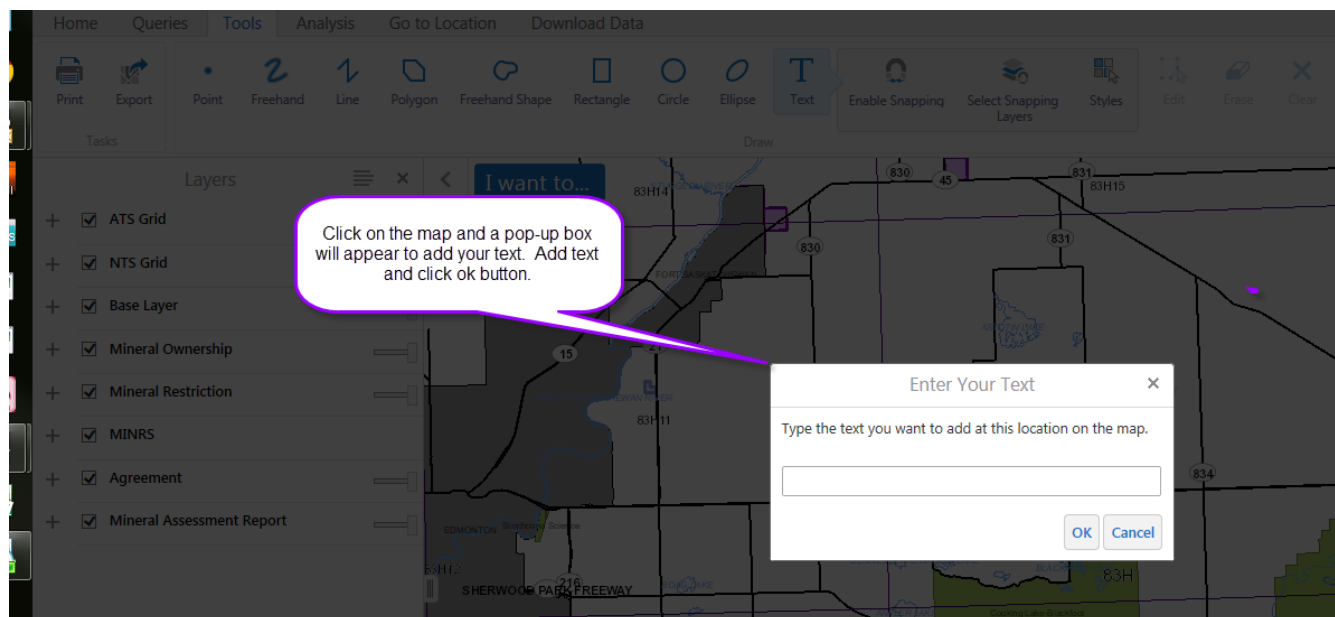 Home Queries Tools Analysis Go to Location Download Data
Print Export Point Freehand Line Polygon Freehand Shape Rectangle Circle Ellipse Text Enable Snapping Select Snapping Layers Styles Edit Erase Clear
Tasks Draw
Layers
I want to...
ATS Grid
NTS Grid
Base Layer
Mineral Ownership
Mineral Restriction
MINRS
Agreement
Mineral Assessment Report
Click on the map and a pop-up box
will appear to add your text. Add text
and click ok button.
83H14
830
45
831
83H15
830
831
15
21
83H11
Enter Your Text
Type the text you want to add at this location on the map.
OK Cancel
834
EDMONTON
216
SHERWOOD PARK FREEWAY
83H